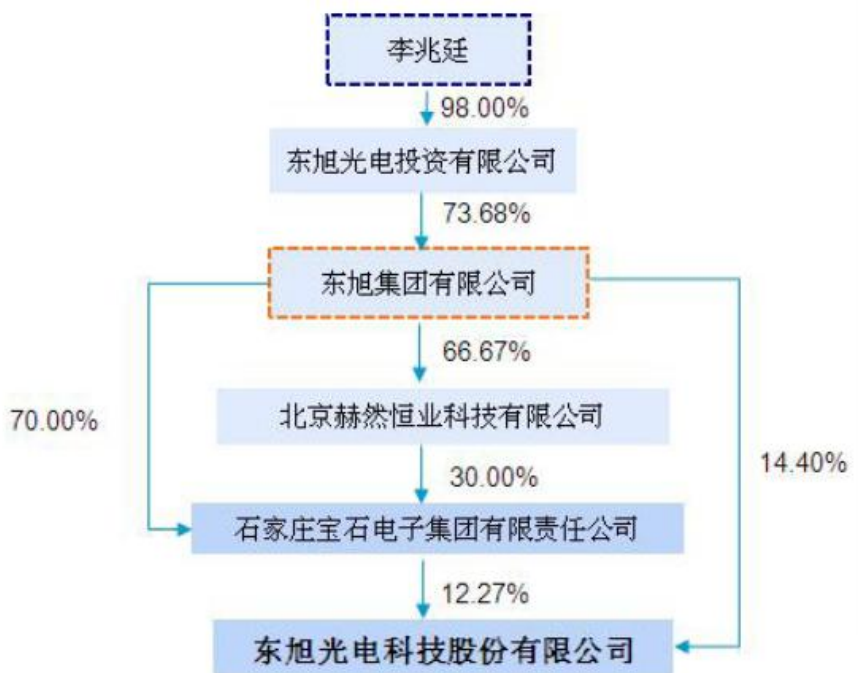 李兆廷
98.00%
东旭光电投资有限公司
73.68%
东旭集团有限公司
66.67%
70.00%
北京赫然恒业科技有限公司
14.40%
30.00%
石家庄宝石电子集团有限责任公司
12.27%
东旭光电科技股份有限公司